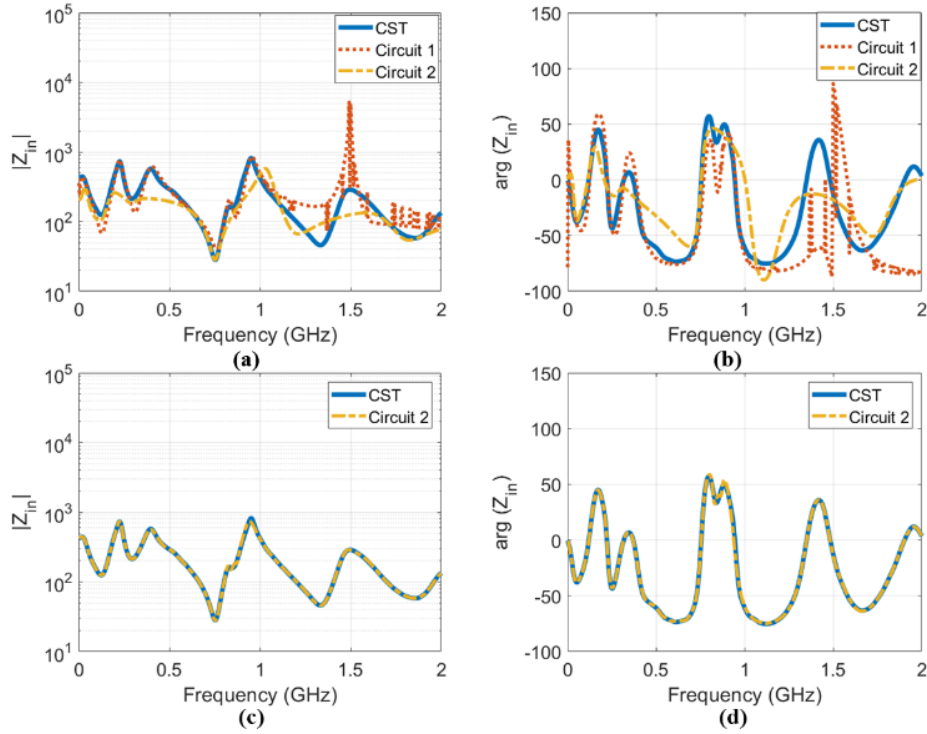 10^5
10^4
10^3
10^2
10^1
|Z_in|
CST
Circuit 1
Circuit 2
0
0.5
1
1.5
2
Frequency (GHz)
(a)
150
100
50
0
-50
-100
arg (Z_in)
CST
Circuit 1
Circuit 2
0
0.5
1
1.5
2
Frequency (GHz)
(b)
10^5
10^4
10^3
10^2
10^1
|Z_in|
CST
Circuit 2
0
0.5
1
1.5
2
Frequency (GHz)
(c)
150
100
50
0
-50
-100
arg (Z_in)
CST
Circuit 2
0
0.5
1
1.5
2
Frequency (GHz)
(d)